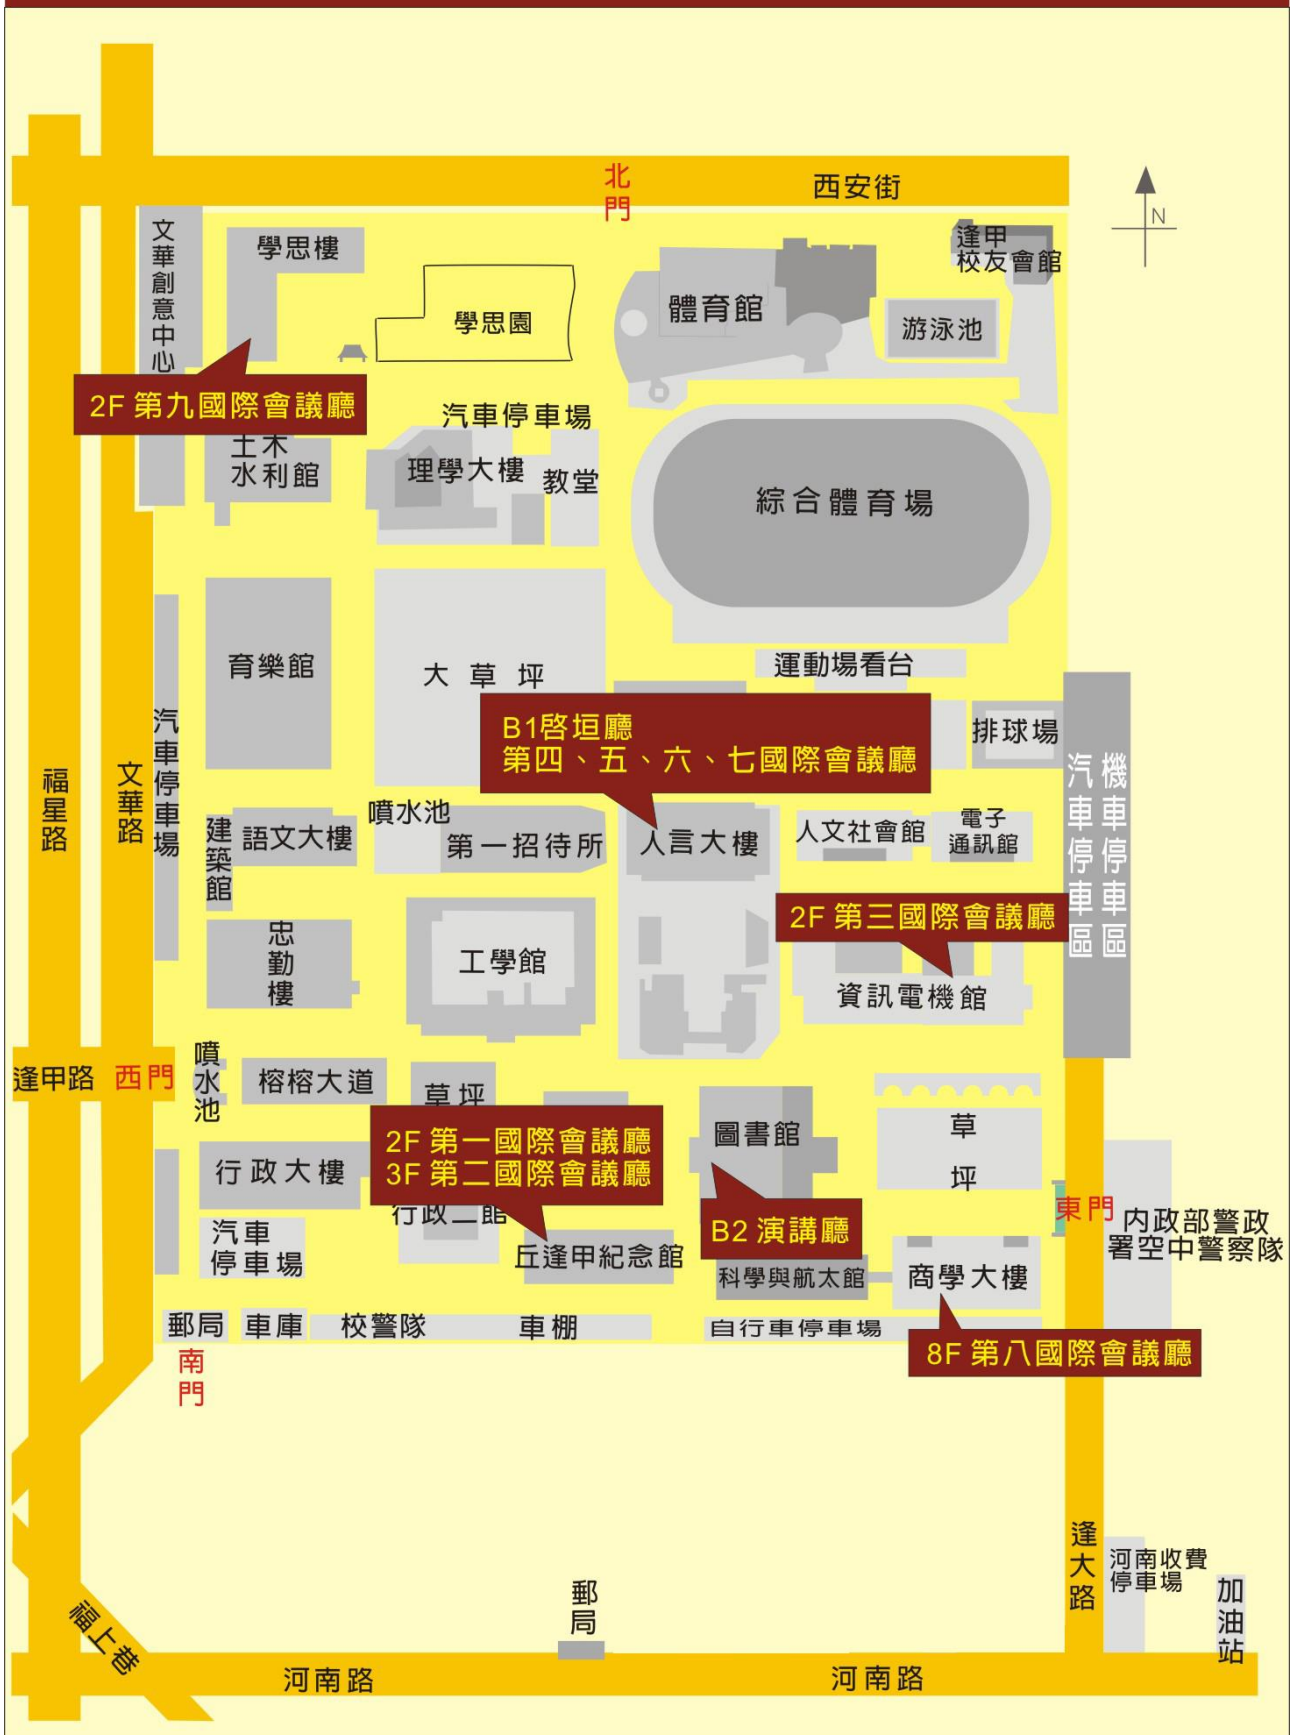 北
門
西安街
N
文華創意中心
學思樓
學思園
體育館
逢甲
校友會館
游泳池
2F 第九國際會議廳
土木
水利館
汽車停車場
理學大樓
教堂
綜合體育場
育樂館
大草坪
運動場看台
排球場
B1啓垣廳
第四、五、六、七國際會議廳
福星路
文華路
汽車停車場
汽車停車區
機車停車區
建築館
語文大樓
噴水池
第一招待所
人言大樓
人文社會館
電子
通訊館
2F 第三國際會議廳
忠勤樓
工學館
資訊電機館
逢甲路
西門
噴水池
榕榕大道
草坪
2F 第一國際會議廳
3F 第二國際會議廳
圖書館
草坪
行政大樓
行政二館
B2 演講廳
東門
內政部警政
署空中警察隊
汽車
停車場
丘逢甲紀念館
科學與航太館
商學大樓
郵局
車庫
校警隊
車棚
自行車停車場
8F 第八國際會議廳
南門
逢大路
河南收費
停車場
加油站
郵局
福上巷
河南路
河南路